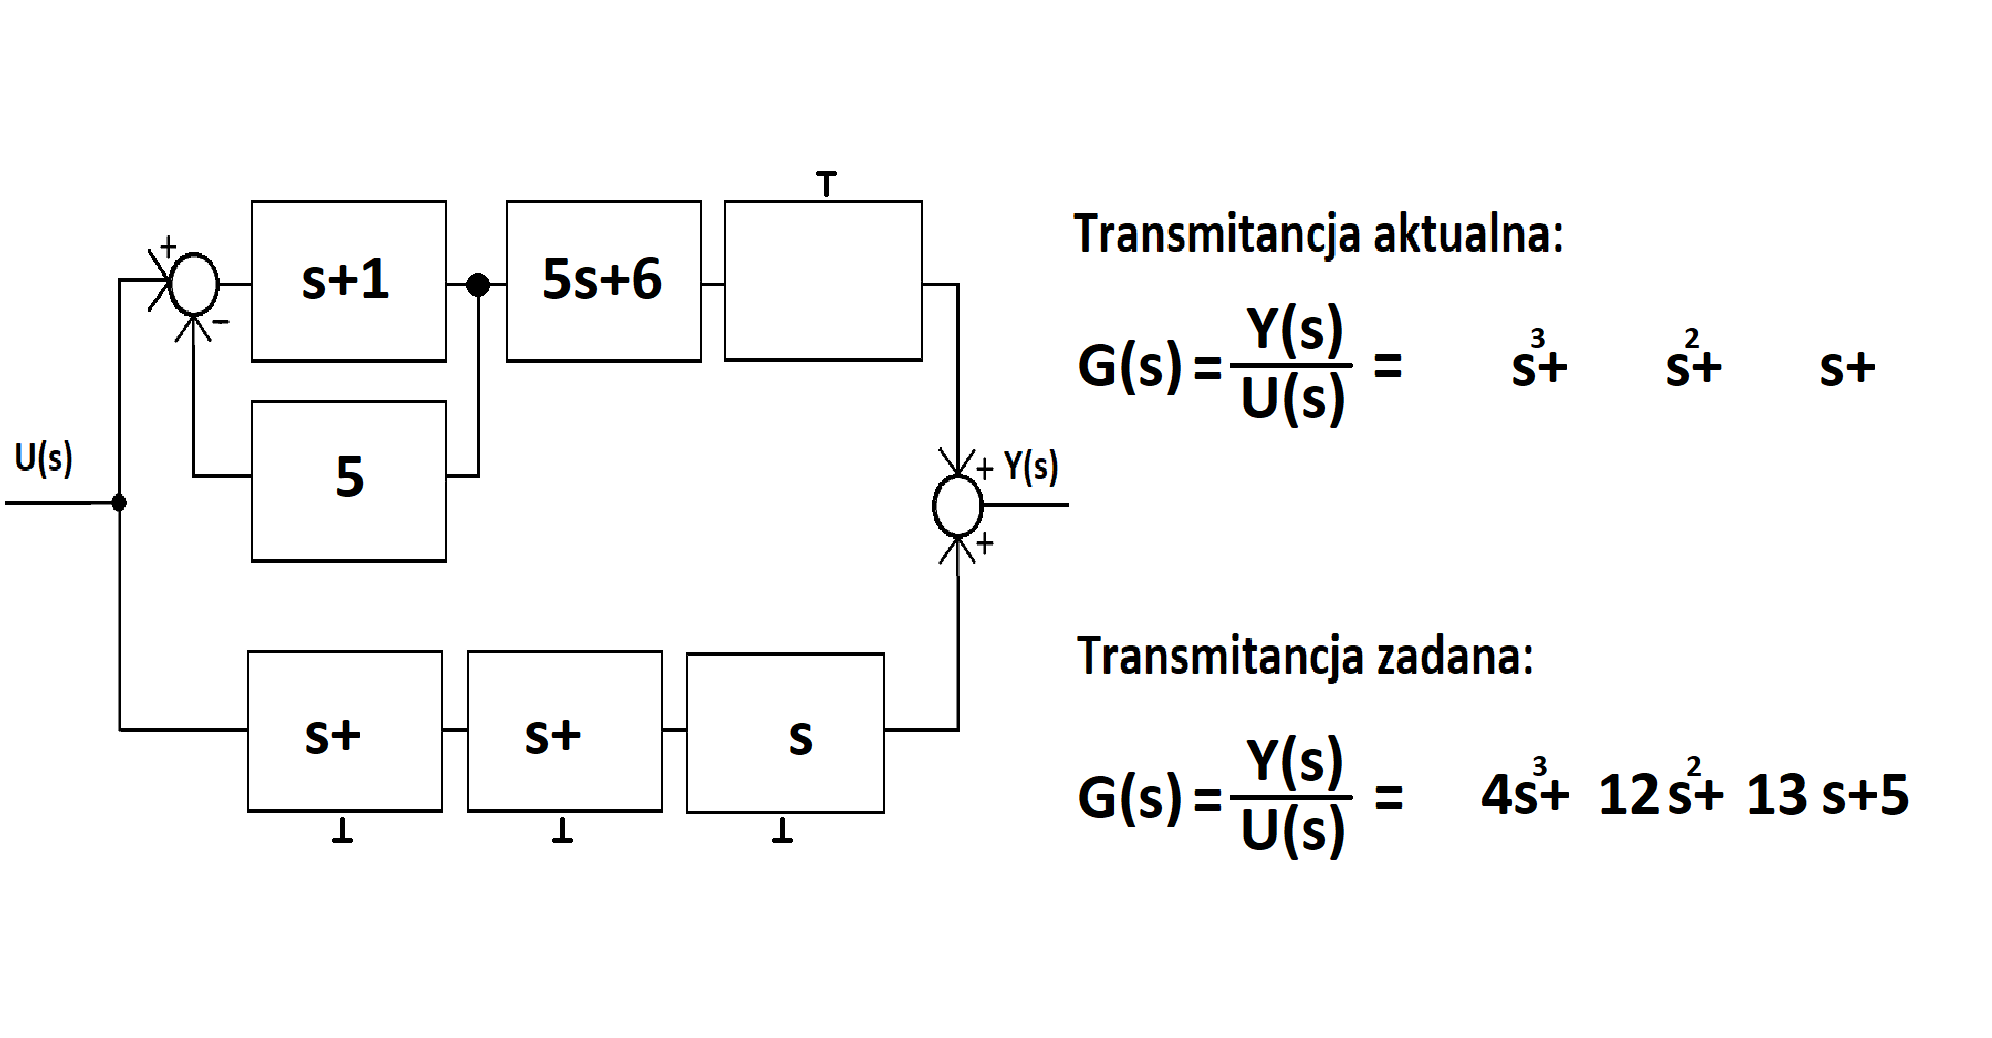 +
s+1
5s+6
−
5
U(s)
+ Y(s)
+
s+
s+
s
Transmitancja aktualna:
G(s) = Y(s)/U(s) = s³+ s²+ s+
Transmitancja zadana:
G(s) = Y(s)/U(s) = 4s³+ 12s²+ 13 s+5